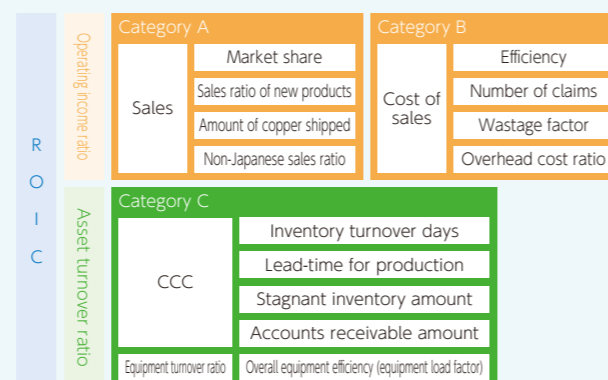 ROIC
Operating income ratio
Category A
Sales
Market share
Sales ratio of new products
Amount of copper shipped
Non-Japanese sales ratio
Category B
Cost of
sales
Efficiency
Number of claims
Wastage factor
Overhead cost ratio
Asset turnover ratio
Category C
CCC
Inventory turnover days
Lead-time for production
Stagnant inventory amount
Accounts receivable amount
Equipment turnover ratio
Overall equipment efficiency (equipment load factor)